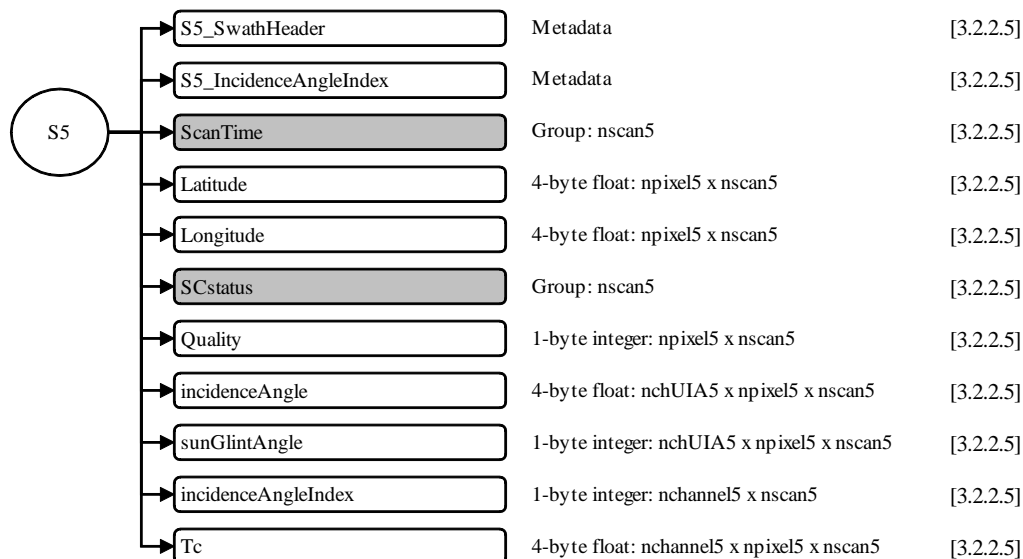 S5_SwathHeader Metadata [3.2.2.5]
S5_IncidenceAngleIndex Metadata [3.2.2.5]
S5
ScanTime Group: nscan5 [3.2.2.5]
Latitude 4-byte float: npixel5 x nscan5 [3.2.2.5]
Longitude 4-byte float: npixel5 x nscan5 [3.2.2.5]
SCstatus Group: nscan5 [3.2.2.5]
Quality 1-byte integer: npixel5 x nscan5 [3.2.2.5]
incidenceAngle 4-byte float: nchUIA5 x npixel5 x nscan5 [3.2.2.5]
sunGlintAngle 1-byte integer: nchUIA5 x npixel5 x nscan5 [3.2.2.5]
incidenceAngleIndex 1-byte integer: nchannel5 x nscan5 [3.2.2.5]
Tc 4-byte float: nchannel5 x npixel5 x nscan5 [3.2.2.5]